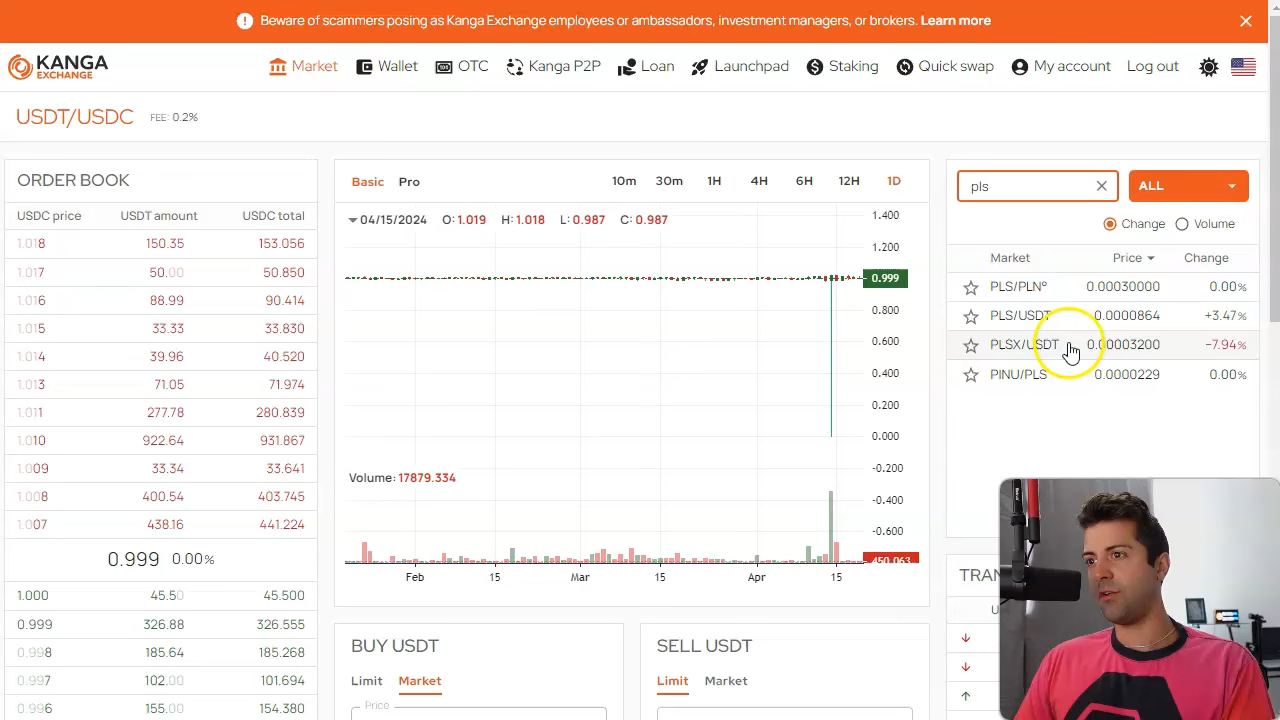 Beware of scammers posing as Kanga Exchange employees or ambassadors, investment managers, or brokers. Learn more
KANGA EXCHANGE
Market Wallet OTC Kanga P2P Loan Launchpad Staking Quick swap My account Log out
USDT/USDC FEE: 0.2%
ORDER BOOK
USDC price USDT amount USDC total
1.018 150.35 153.056
1.017 50.00 50.850
1.016 88.99 90.414
1.015 33.33 33.830
1.014 39.96 40.520
1.013 71.05 71.974
1.011 277.78 280.839
1.010 922.64 931.867
1.009 33.34 33.641
1.008 400.54 403.745
1.007 438.16 441.224
0.999 0.00%
1.000 45.50 45.500
0.999 326.88 326.555
0.998 185.64 185.268
0.997 102.00 101.694
0.996 155.00 154.380
Basic Pro 10m 30m 1H 4H 6H 12H 1D
04/15/2024 O: 1.019 H: 1.018 L: 0.987 C: 0.987
1.400
1.200
0.999
0.800
0.600
0.400
0.200
0.000
-0.200
-0.400
-0.600
Volume: 17879.334
450.063
Feb 15 Mar 15 Apr 15
BUY USDT
Limit Market
Price
SELL USDT
Limit Market
pls
ALL
Change Volume
Market Price Change
PLS/PLN° 0.00030000 0.00%
PLS/USDT 0.0000864 +3.47%
PLSX/USDT 0.00003200 -7.94%
PINU/PLS 0.0000229 0.00%
TRAN